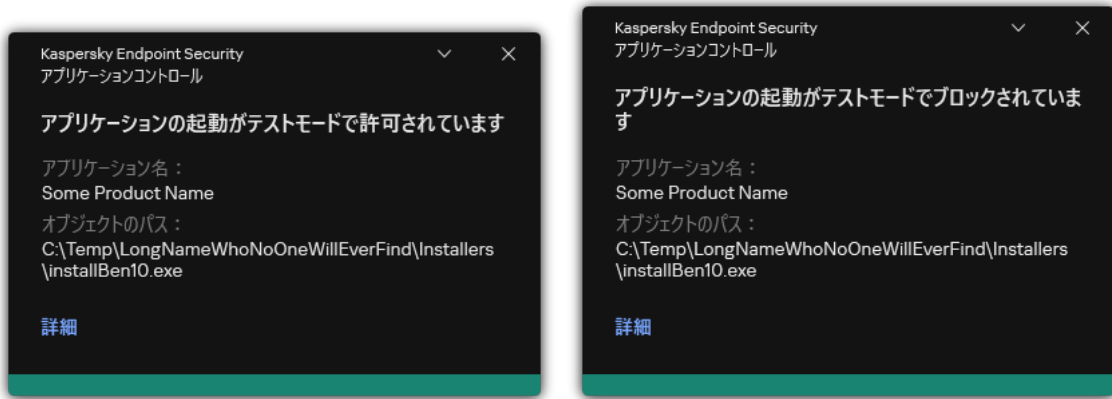 Kaspersky Endpoint Security
アプリケーションコントロール
アプリケーションの起動がテストモードで許可されています
アプリケーション名：
Some Product Name
オブジェクトのパス：
C:\Temp\LongNameWhoNoOneWillEverFind\Installers
\installBen10.exe
詳細
Kaspersky Endpoint Security
アプリケーションコントロール
アプリケーションの起動がテストモードでブロックされていま
す
アプリケーション名：
Some Product Name
オブジェクトのパス：
C:\Temp\LongNameWhoNoOneWillEverFind\Installers
\installBen10.exe
詳細